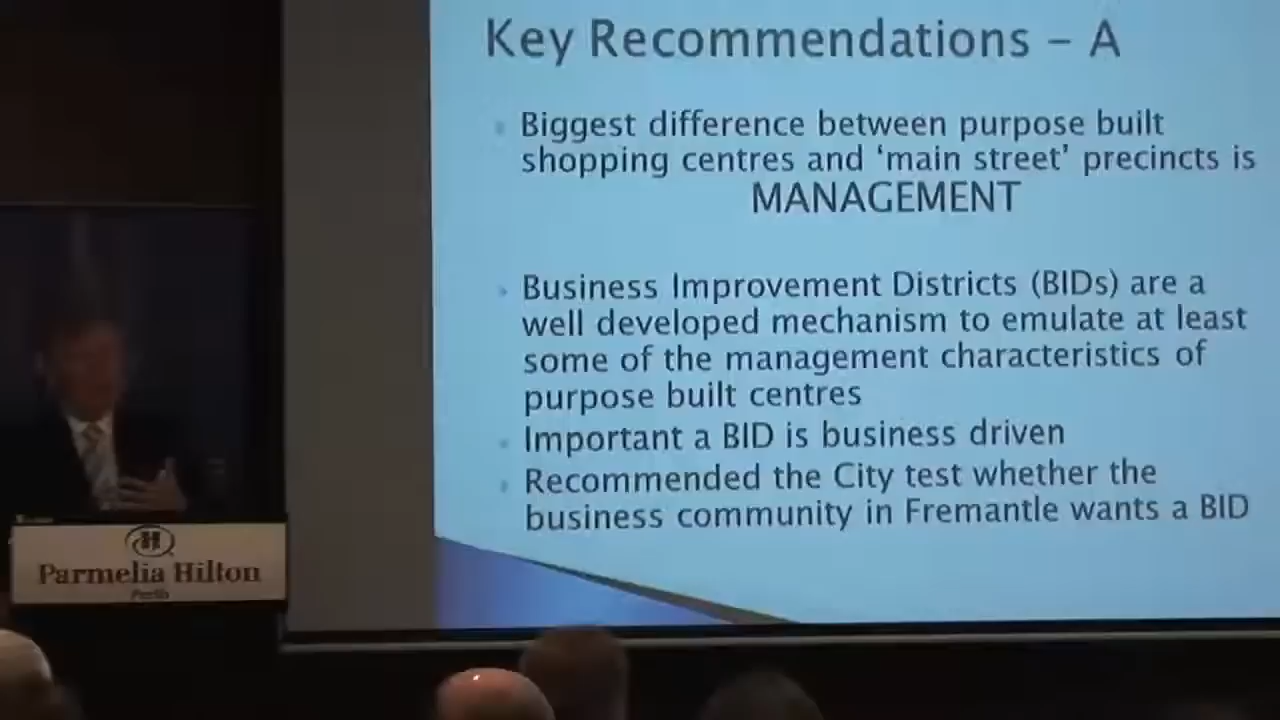 Key Recommendations – A
Biggest difference between purpose built
shopping centres and ‘main street’ precincts is
MANAGEMENT
Business Improvement Districts (BIDs) are a
well developed mechanism to emulate at least
some of the management characteristics of
purpose built centres
Important a BID is business driven
Recommended the City test whether the
business community in Fremantle wants a BID
H
Parmelia Hilton
Perth